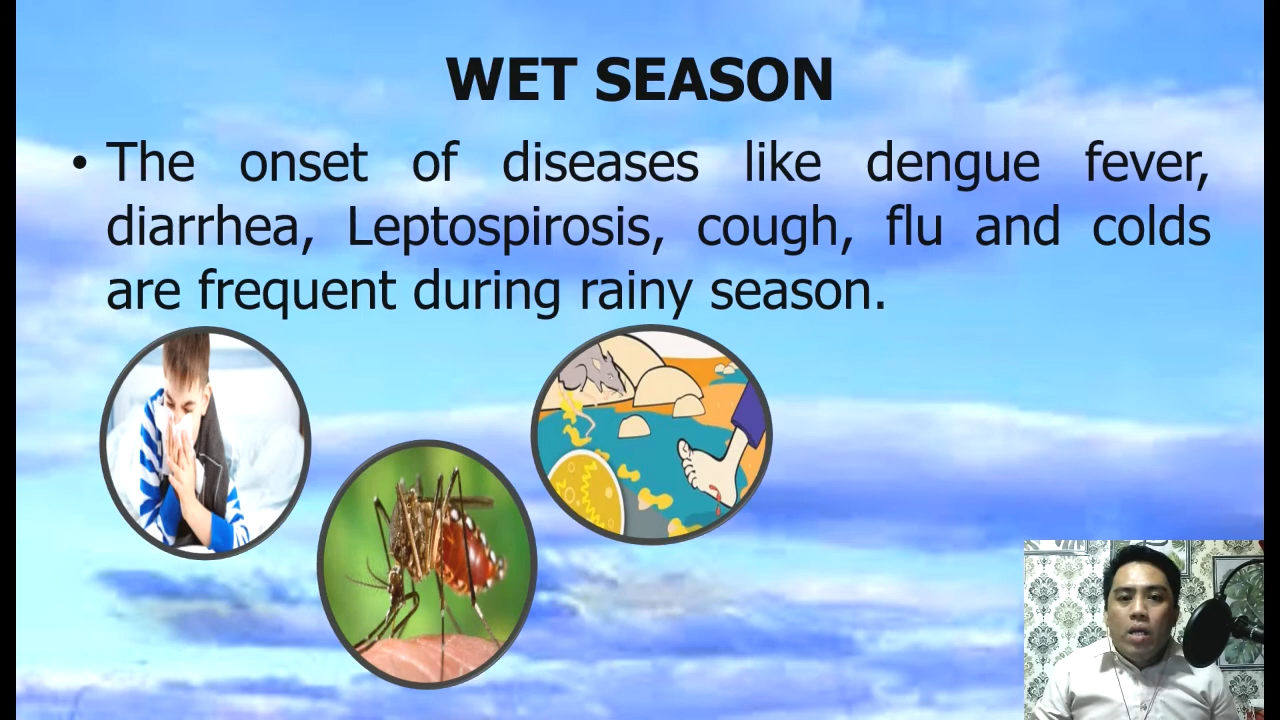 WET SEASON
• The onset of diseases like dengue fever,
diarrhea, Leptospirosis, cough, flu and colds
are frequent during rainy season.